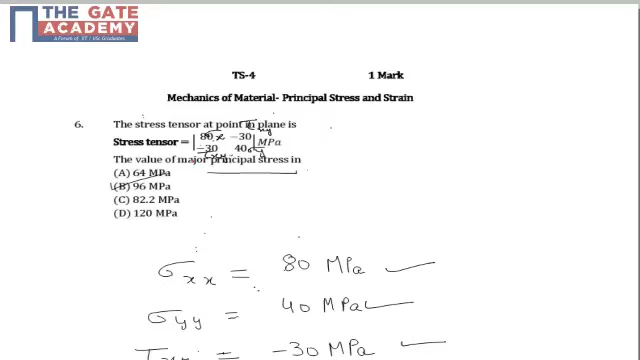 THE GATE
ACADEMY
A Forum of IIT / IISc Graduates
TS-4 1 Mark
Mechanics of Material- Principal Stress and Strain
6. The stress tensor at point in plane is
Stress tensor = | 80 −30 |
| −30 40 | MPa
The value of major principal stress in
(A) 64 MPa
(B) 96 MPa
(C) 82.2 MPa
(D) 120 MPa
σxx = 80 MPa
σyy = 40 MPa
= −30 MPa